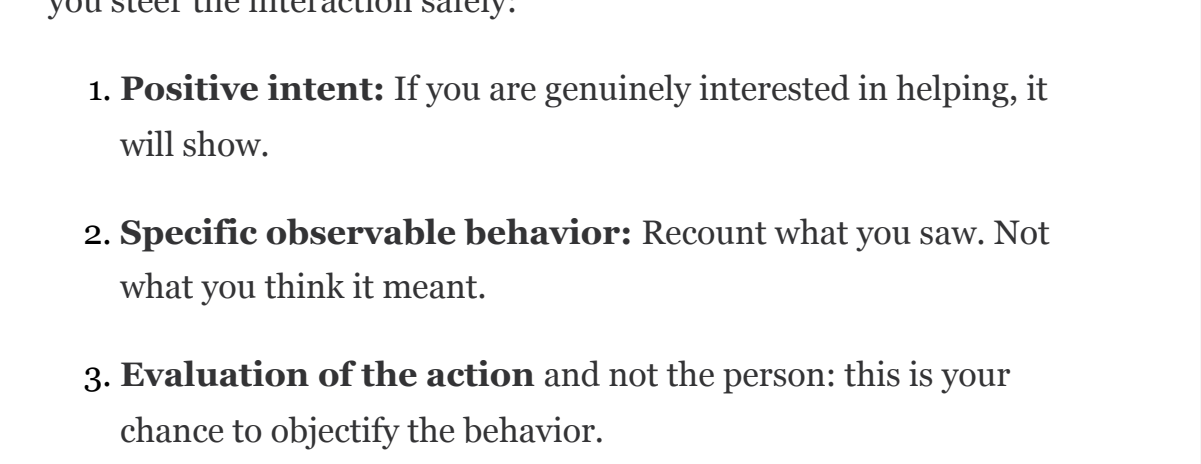 you steer the interaction safely:
1. Positive intent: If you are genuinely interested in helping, it
will show.
2. Specific observable behavior: Recount what you saw. Not
what you think it meant.
3. Evaluation of the action and not the person: this is your
chance to objectify the behavior.